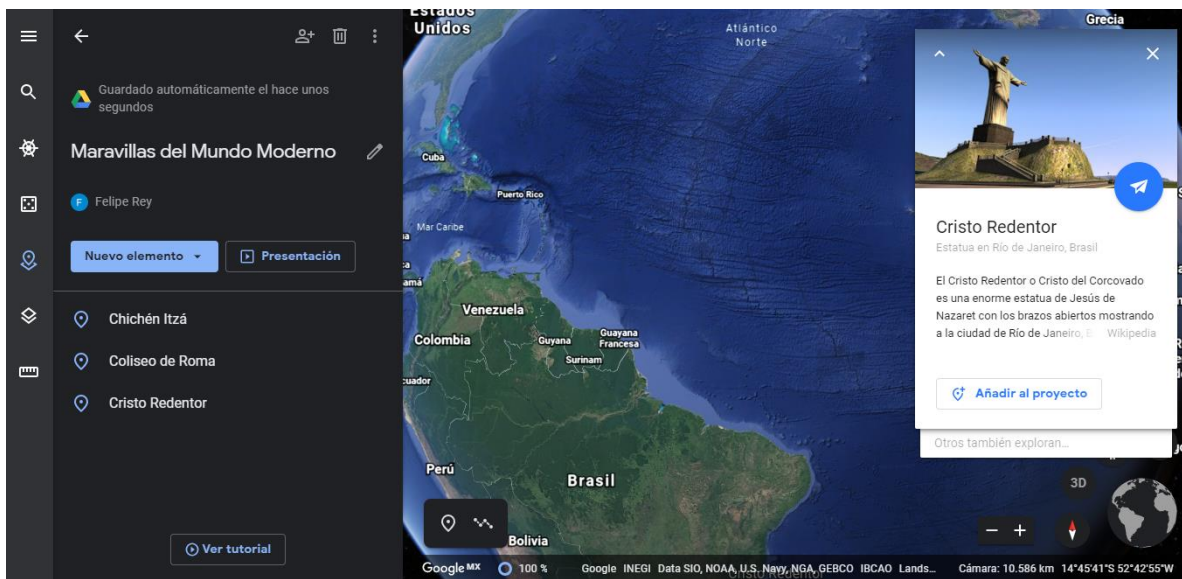 Guardado automáticamente el hace unos
segundos
Maravillas del Mundo Moderno
F
Felipe Rey
Nuevo elemento
Presentación
Chichén Itzá
Coliseo de Roma
Cristo Redentor
Ver tutorial
Estados
Unidos
Atlántico
Norte
Grecia
Cuba
Puerto Rico
Mar Caribe
Venezuela
Colombia
Guyana
Guayana
Francesa
Surinam
Perú
Brasil
Bolivia
Cristo Redentor
Estatua en Río de Janeiro, Brasil
El Cristo Redentor o Cristo del Corcovado
es una enorme estatua de Jesús de
Nazaret con los brazos abiertos mostrando
a la ciudad de Río de Janeiro, Wikipedia
Añadir al proyecto
Otros también exploran...
3D
Google MX 100 % Google INEGI Data SIO, NOAA, U.S. Navy, NGA, GEBCO IBCAO Lands... Cámara: 10.586 km 14°45'41"S 52°42'55"W
Cristo Redentor